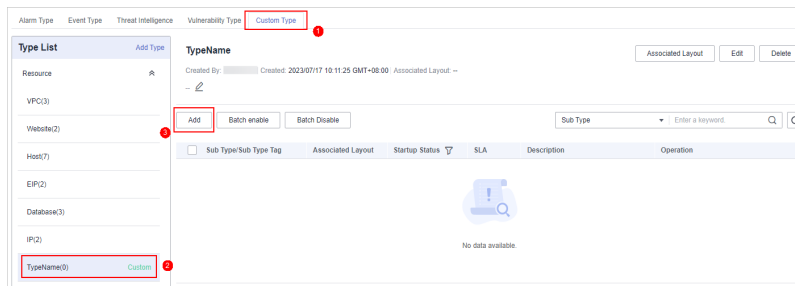 Alarm Type Event Type Threat Intelligence Vulnerability Type Custom Type
1
Type List Add Type
Resource
VPC(3)
Website(2)
Host(7)
EIP(2)
Database(3)
IP(2)
TypeName(0) Custom
2
TypeName
Associated Layout Edit Delete
Created By: Created: 2023/07/17 10:11:25 GMT+08:00 Associated Layout: --
--
3
Add Batch enable Batch Disable Sub Type Enter a keyword.
Sub Type/Sub Type Tag Associated Layout Startup Status SLA Description Operation
No data available.